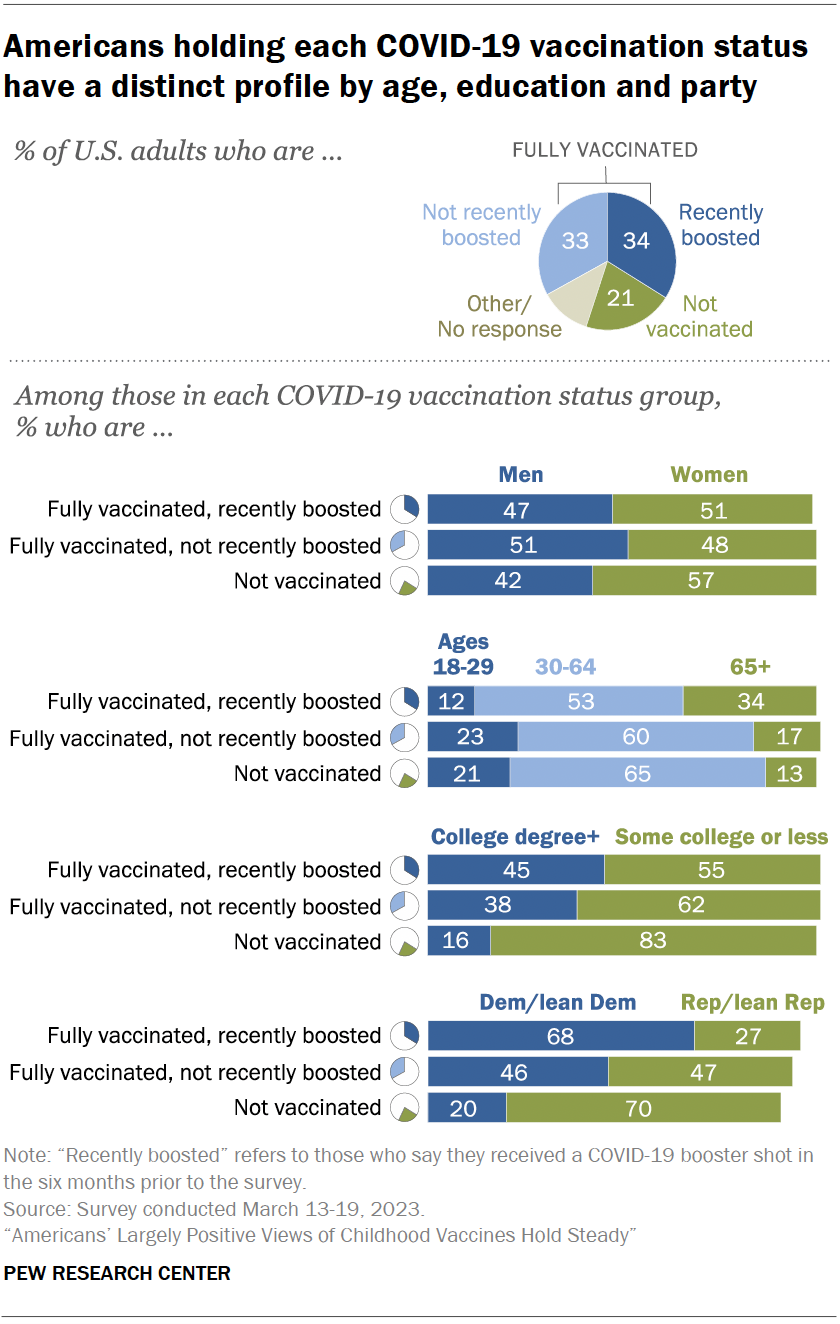 Americans holding each COVID-19 vaccination status
have a distinct profile by age, education and party
% of U.S. adults who are ...
FULLY VACCINATED
Not recently
boosted
33
34
Recently
boosted
Other/
No response
21
Not
vaccinated
Among those in each COVID-19 vaccination status group,
% who are ...
Men Women
Fully vaccinated, recently boosted 47 51
Fully vaccinated, not recently boosted 51 48
Not vaccinated 42 57
Ages
18-29 30-64 65+
Fully vaccinated, recently boosted 12 53 34
Fully vaccinated, not recently boosted 23 60 17
Not vaccinated 21 65 13
College degree+ Some college or less
Fully vaccinated, recently boosted 45 55
Fully vaccinated, not recently boosted 38 62
Not vaccinated 16 83
Dem/lean Dem Rep/lean Rep
Fully vaccinated, recently boosted 68 27
Fully vaccinated, not recently boosted 46 47
Not vaccinated 20 70
Note: “Recently boosted” refers to those who say they received a COVID-19 booster shot in
the six months prior to the survey.
Source: Survey conducted March 13-19, 2023.
“Americans’ Largely Positive Views of Childhood Vaccines Hold Steady”
PEW RESEARCH CENTER